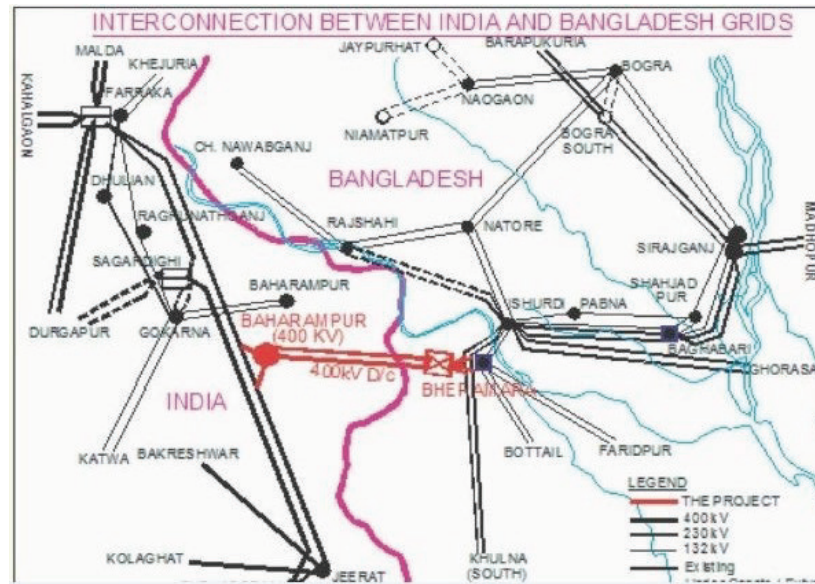 INTERCONNECTION BETWEEN INDIA AND BANGLADESH GRIDS
MALDA
KHEJURIA
FARRAKA
KAHALGAON
JAYPURHAT
BARAPUKURIA
BOGRA
NAOGAON
NIAMATPUR
BOGRA
SOUTH
CH. NAWABGANJ
BANGLADESH
DHULIAN
RAGHUNATHGANJ
RAJSHAHI
NATORE
SIRAJGANJ
MADHOPUR
SAGARDIGHI
BAHARAMPUR
ISHURDI
PABNA
SHAHJAD
PUR
DURGAPUR
GOKARNA
BAGHABARI
BAHARAMPUR
(400 KV)
400kV D/c
BHERAMARA
GHORASA
INDIA
KATWA
BAKRESHWAR
BOTTAIL
FARIDPUR
KOLAGHAT
JEERAT
KHULNA
(SOUTH)
LEGEND
THE PROJECT
400kV
230kV
132kV
Existing